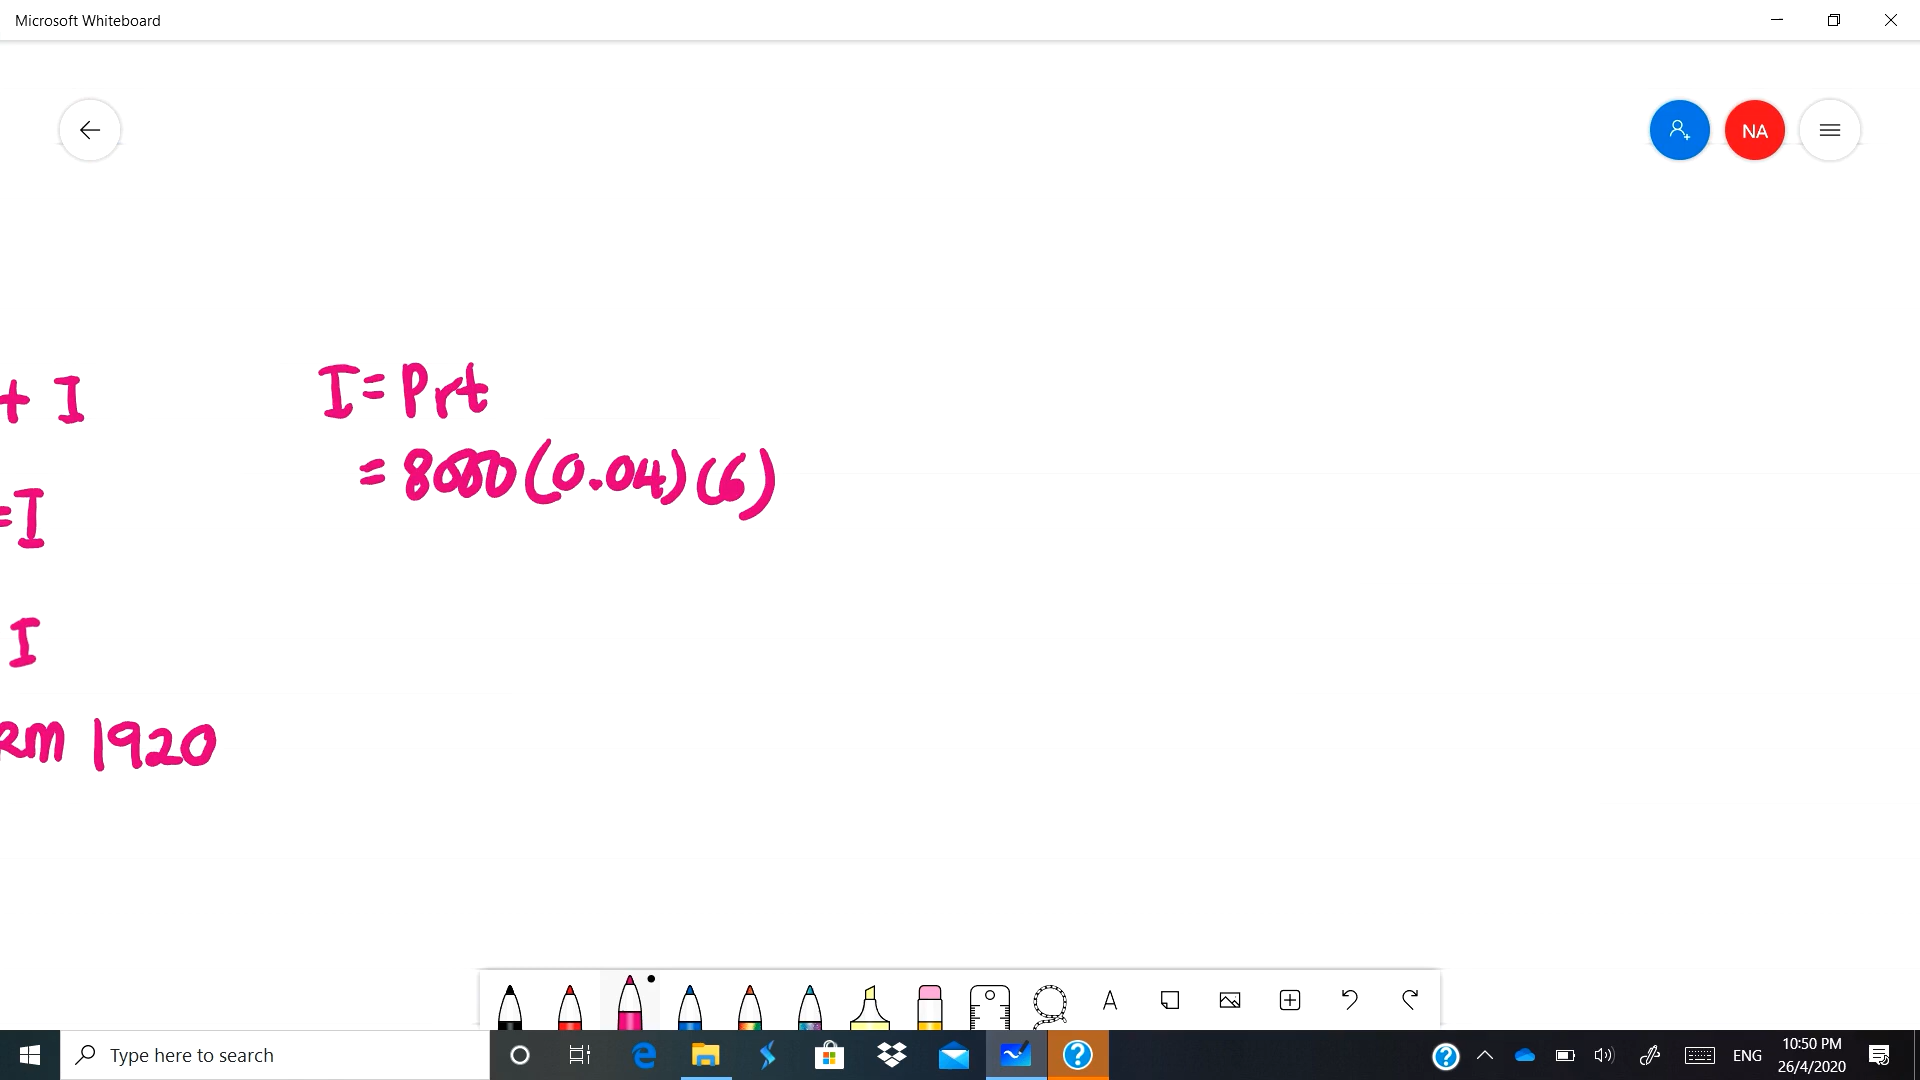 Microsoft Whiteboard
NA
+ I
I = Prt
= 8000 (0.04) (6)
= I
I
RM 1920
A
Type here to search
ENG
10:50 PM
26/4/2020